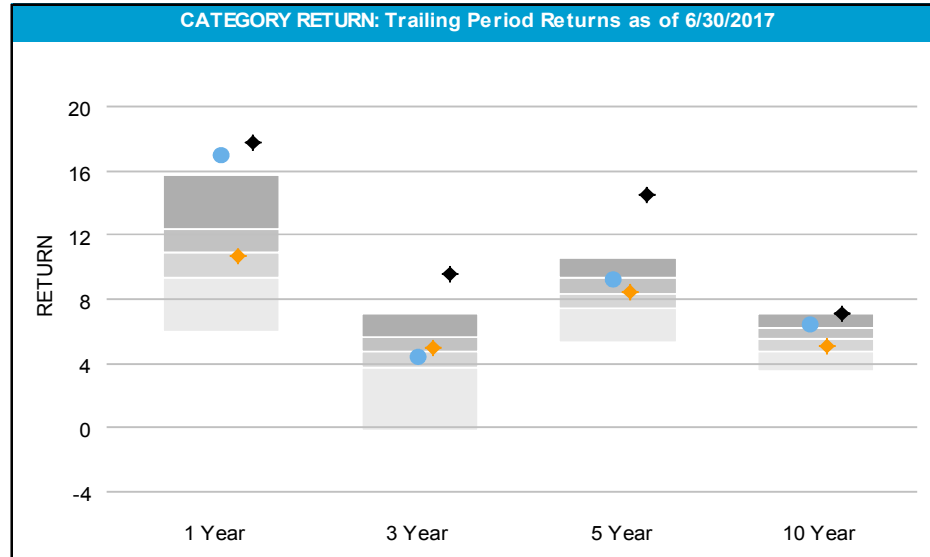 CATEGORY RETURN: Trailing Period Returns as of 6/30/2017
20
16
12
8
4
0
-4
RETURN
1 Year 3 Year 5 Year 10 Year